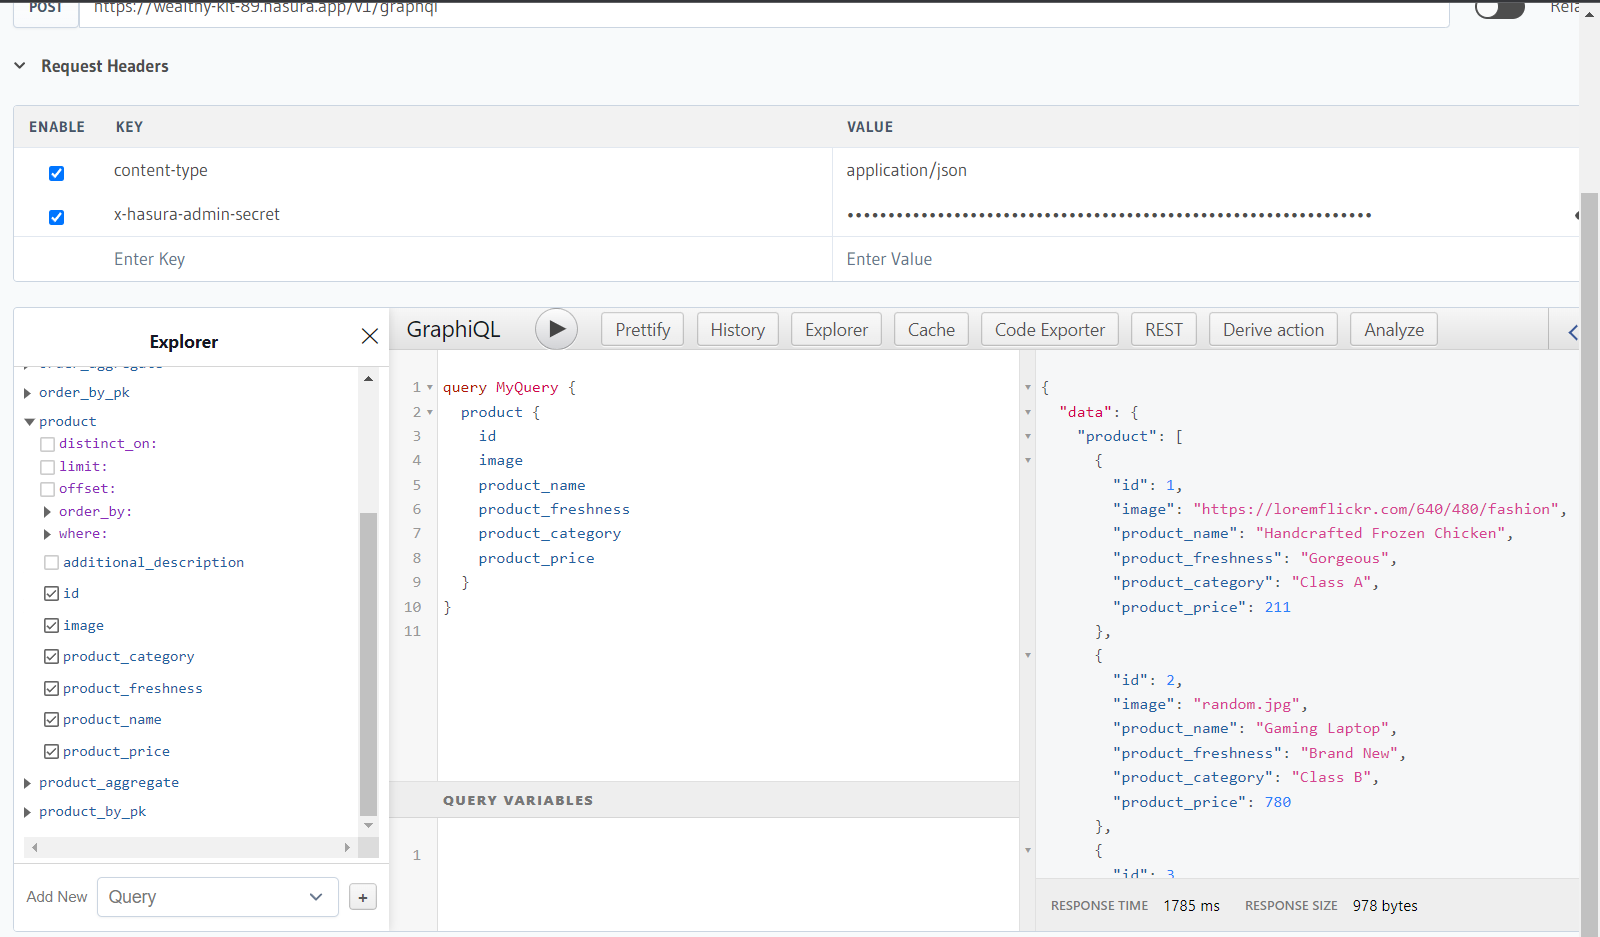 POST https://wealthy-kit-89.hasura.app/v1/graphql
Request Headers
ENABLE KEY VALUE
content-type application/json
x-hasura-admin-secret ••••••••••••••••••••••••••••••••••••••••••••••••••••••••••••••••
Enter Key Enter Value
Explorer
order_aggregate
order_by_pk
product
distinct_on:
limit:
offset:
order_by:
where:
additional_description
id
image
product_category
product_freshness
product_name
product_price
product_aggregate
product_by_pk
Add New Query +
GraphiQL Prettify History Explorer Cache Code Exporter REST Derive action Analyze
1 query MyQuery {
2 product {
3 id
4 image
5 product_name
6 product_freshness
7 product_category
8 product_price
9 }
10 }
11
QUERY VARIABLES
1
{
"data": {
"product": [
{
"id": 1,
"image": "https://loremflickr.com/640/480/fashion",
"product_name": "Handcrafted Frozen Chicken",
"product_freshness": "Gorgeous",
"product_category": "Class A",
"product_price": 211
},
{
"id": 2,
"image": "random.jpg",
"product_name": "Gaming Laptop",
"product_freshness": "Brand New",
"product_category": "Class B",
"product_price": 780
},
{
"id": 3
RESPONSE TIME 1785 ms RESPONSE SIZE 978 bytes